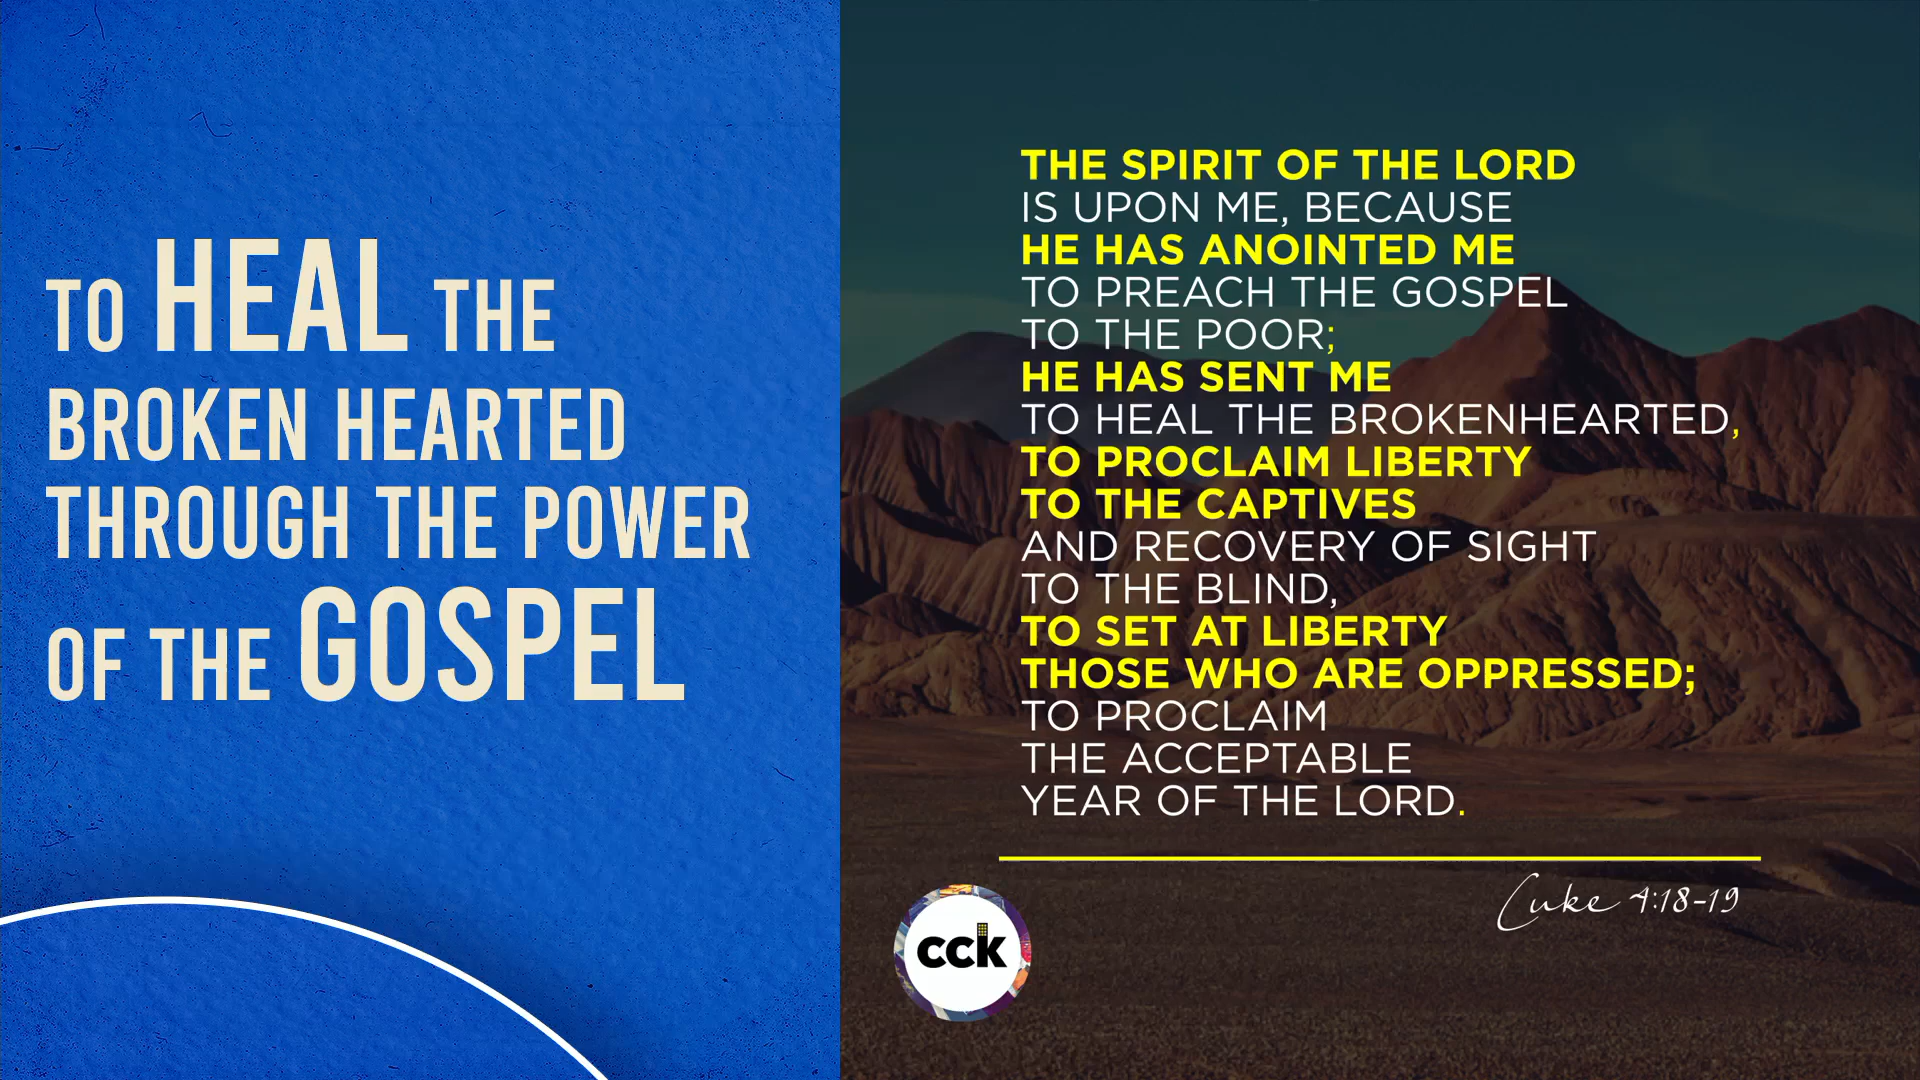 TO HEAL THE
BROKEN HEARTED
THROUGH THE POWER
OF THE GOSPEL
THE SPIRIT OF THE LORD
IS UPON ME, BECAUSE
HE HAS ANOINTED ME
TO PREACH THE GOSPEL
TO THE POOR;
HE HAS SENT ME
TO HEAL THE BROKENHEARTED,
TO PROCLAIM LIBERTY
TO THE CAPTIVES
AND RECOVERY OF SIGHT
TO THE BLIND,
TO SET AT LIBERTY
THOSE WHO ARE OPPRESSED;
TO PROCLAIM
THE ACCEPTABLE
YEAR OF THE LORD.
Luke 4:18-19
cck